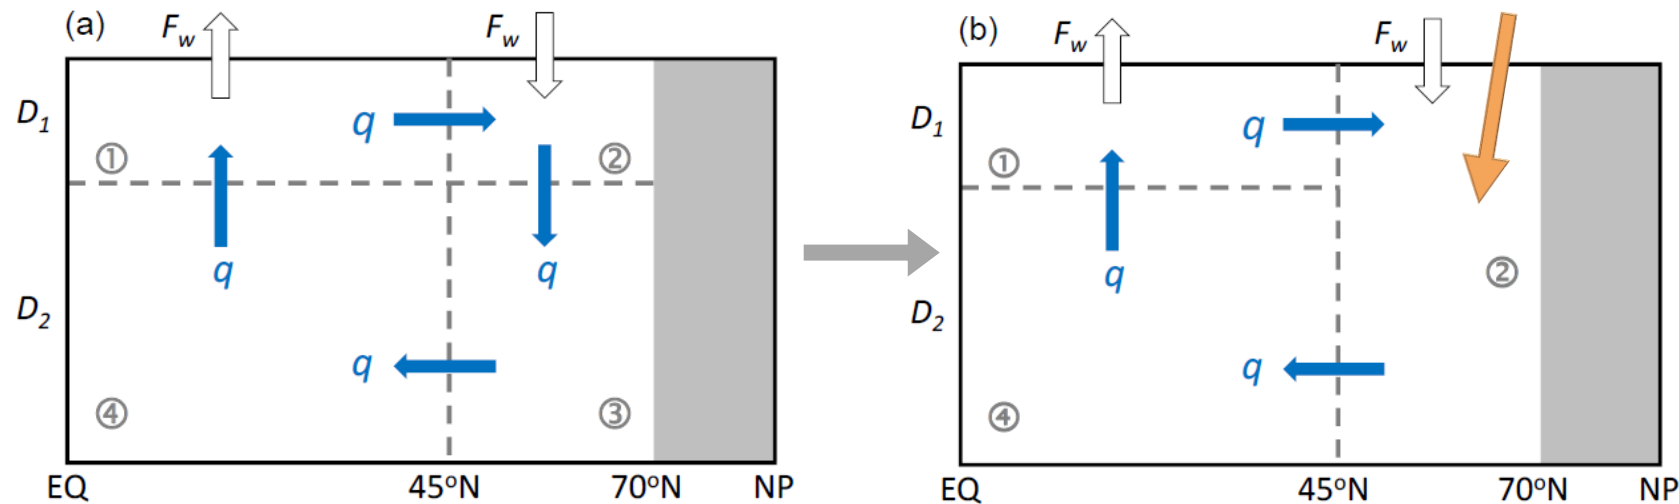 (a) F_w F_w
D_1 q
① ②
q q
D_2
q
④ ③
EQ 45°N 70°N NP
(b) F_w F_w
D_1 q
①
q ②
D_2
q
④
EQ 45°N 70°N NP